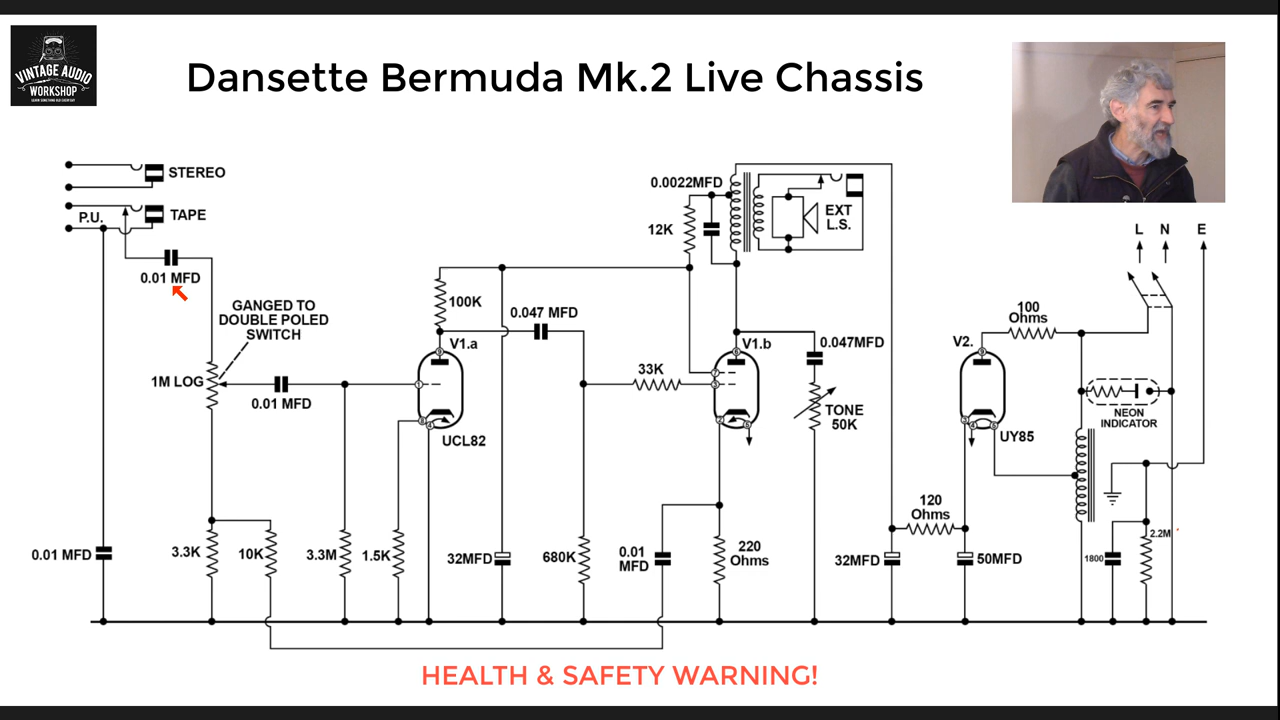 VINTAGE AUDIO
WORKSHOP
Dansette Bermuda Mk.2 Live Chassis
STEREO
P.U.
TAPE
0.01 MFD
GANGED TO
DOUBLE POLED
SWITCH
1M LOG
0.01 MFD
100K
0.047 MFD
V1.a
UCL82
0.0022MFD
12K
EXT
L.S.
33K
V1.b
0.047MFD
TONE
50K
L N E
100
Ohms
V2.
UY85
NEON
INDICATOR
120
Ohms
0.01 MFD
3.3K
10K
3.3M
1.5K
32MFD
680K
0.01
MFD
220
Ohms
32MFD
50MFD
1800
2.2M
HEALTH & SAFETY WARNING!